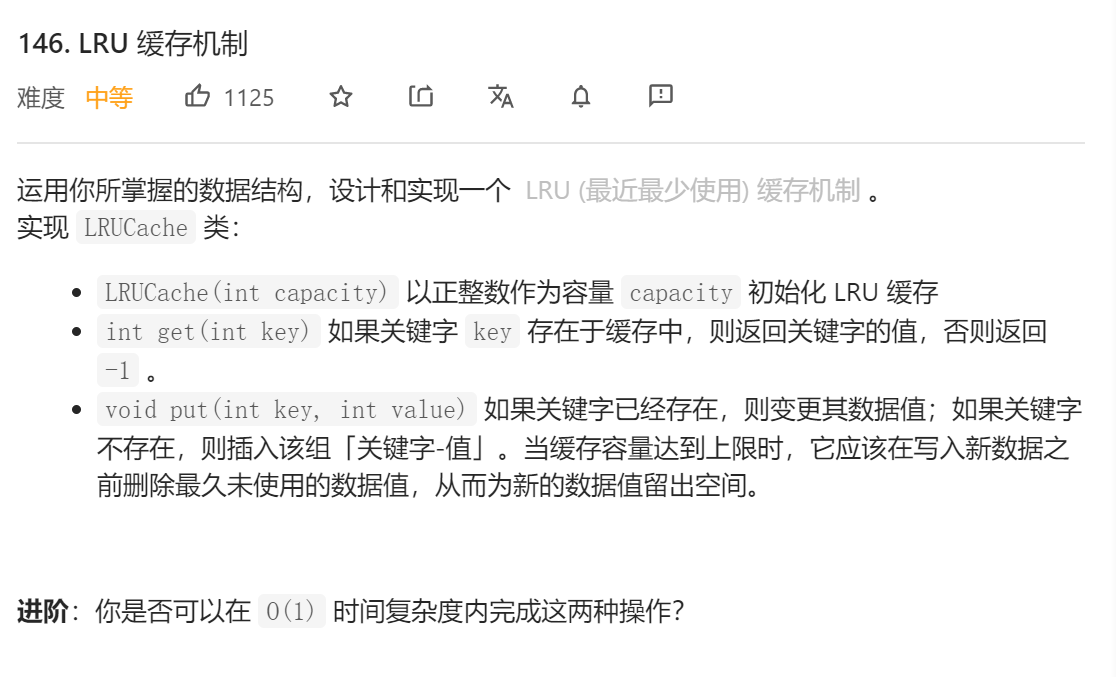 146. LRU 缓存机制
难度 中等 1125
运用你所掌握的数据结构，设计和实现一个 LRU (最近最少使用) 缓存机制 。
实现 LRUCache 类：
LRUCache(int capacity) 以正整数作为容量 capacity 初始化 LRU 缓存
int get(int key) 如果关键字 key 存在于缓存中，则返回关键字的值，否则返回
-1 。
void put(int key, int value) 如果关键字已经存在，则变更其数据值；如果关键字
不存在，则插入该组「关键字-值」。当缓存容量达到上限时，它应该在写入新数据之
前删除最久未使用的数据值，从而为新的数据值留出空间。
进阶：你是否可以在 O(1) 时间复杂度内完成这两种操作？